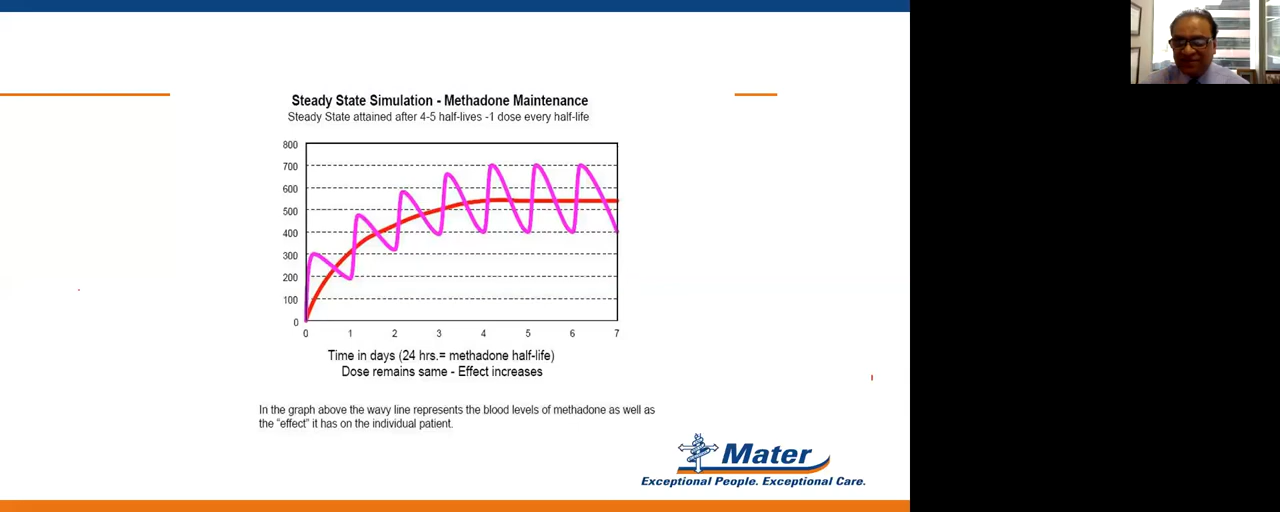 Steady State Simulation - Methadone Maintenance
Steady State attained after 4-5 half-lives -1 dose every half-life
800
700
600
500
400
300
200
100
0
0 1 2 3 4 5 6 7
Time in days (24 hrs.= methadone half-life)
Dose remains same - Effect increases
In the graph above the wavy line represents the blood levels of methadone as well as
the "effect" it has on the individual patient.
Mater
Exceptional People. Exceptional Care.